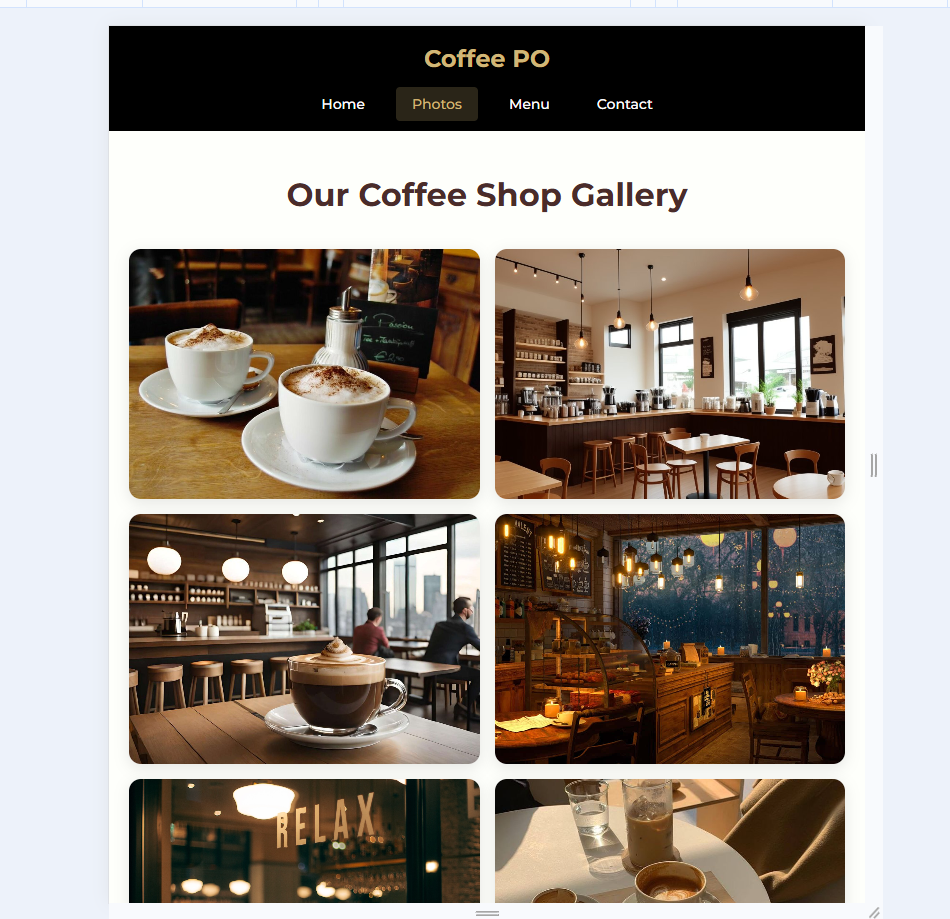 Coffee PO
Home Photos Menu Contact
Our Coffee Shop Gallery
RELAX